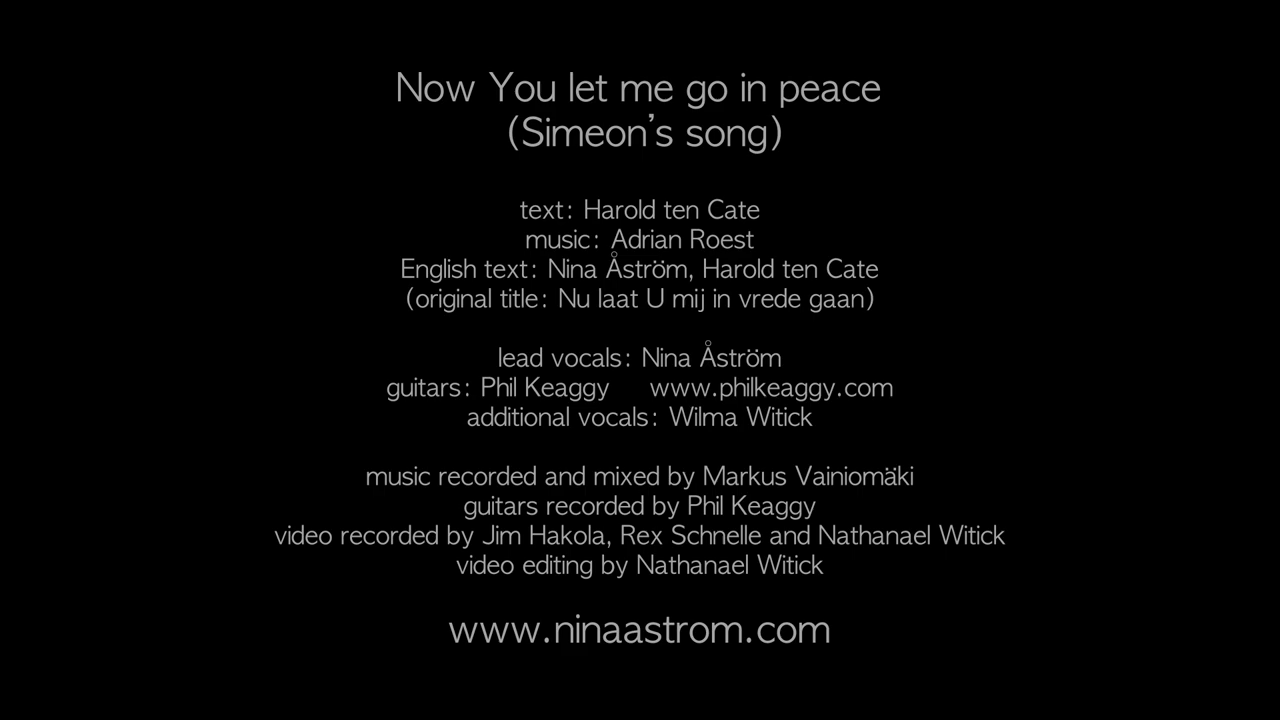 Now You let me go in peace
(Simeon’s song)
text: Harold ten Cate
music: Adrian Roest
English text: Nina Åström, Harold ten Cate
(original title: Nu laat U mij in vrede gaan)
lead vocals: Nina Åström
guitars: Phil Keaggy www.philkeaggy.com
additional vocals: Wilma Witick
music recorded and mixed by Markus Vainiomäki
guitars recorded by Phil Keaggy
video recorded by Jim Hakola, Rex Schnelle and Nathanael Witick
video editing by Nathanael Witick
www.ninaastrom.com